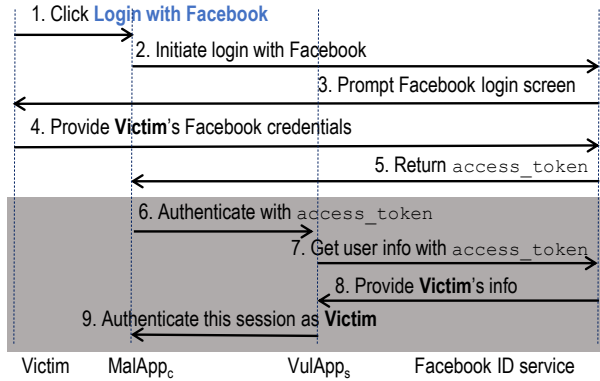 1. Click Login with Facebook
2. Initiate login with Facebook
3. Prompt Facebook login screen
4. Provide Victim's Facebook credentials
5. Return access_token
6. Authenticate with access_token
7. Get user info with access_token
8. Provide Victim's info
9. Authenticate this session as Victim
Victim MalAppc VulApps Facebook ID service